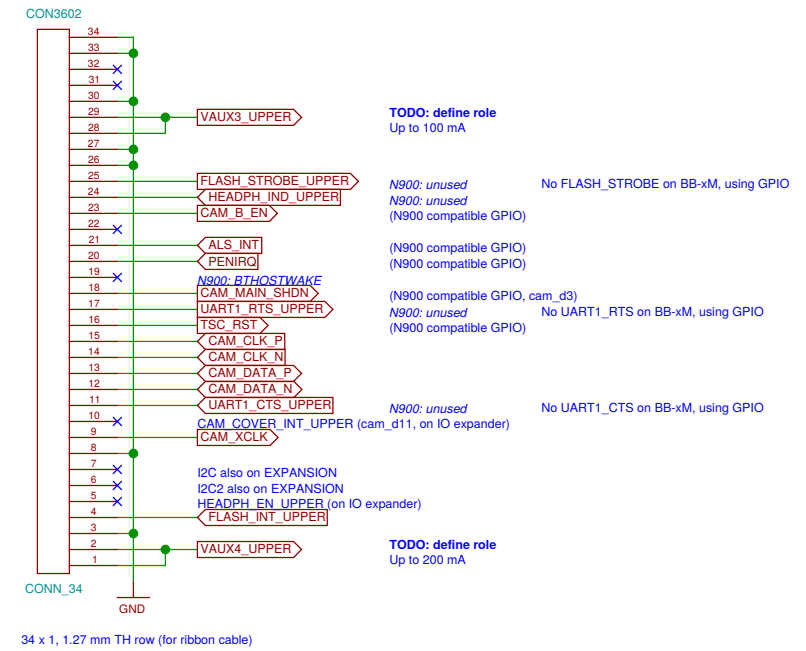 CON3602
34
33
32
31
30
29 VAUX3_UPPER TODO: define role
28 Up to 100 mA
27
26
25 FLASH_STROBE_UPPER N900: unused No FLASH_STROBE on BB-xM, using GPIO
24 HEADPH_IND_UPPER N900: unused
23 CAM_B_EN (N900 compatible GPIO)
22
21 ALS_INT (N900 compatible GPIO)
20 PENIRQ (N900 compatible GPIO)
19 N900: BTHOSTWAKE
18 CAM_MAIN_SHDN (N900 compatible GPIO, cam_d3)
17 UART1_RTS_UPPER N900: unused No UART1_RTS on BB-xM, using GPIO
16 TSC_RST (N900 compatible GPIO)
15 CAM_CLK_P
14 CAM_CLK_N
13 CAM_DATA_P
12 CAM_DATA_N
11 UART1_CTS_UPPER N900: unused No UART1_CTS on BB-xM, using GPIO
10 CAM_COVER_INT_UPPER (cam_d11, on IO expander)
9 CAM_XCLK
8
7 I2C also on EXPANSION
6 I2C2 also on EXPANSION
5 HEADPH_EN_UPPER (on IO expander)
4 FLASH_INT_UPPER
3
2 VAUX4_UPPER TODO: define role
1 Up to 200 mA
CONN_34
GND
34 x 1, 1.27 mm TH row (for ribbon cable)